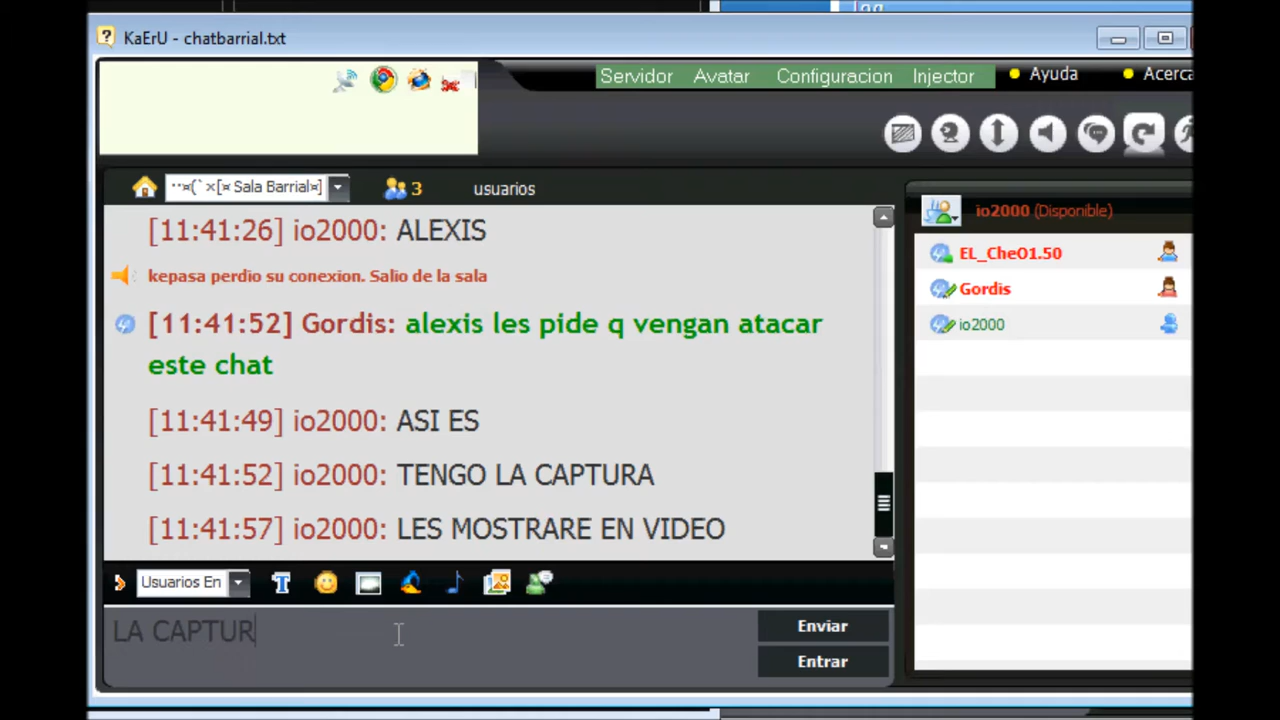 KaErU - chatbarrial.txt
Servidor Avatar Configuracion Injector Ayuda Acerca
··¤(`×[¤ Sala Barrial¤] 3 usuarios
io2000 (Disponible)
[11:41:26] io2000: ALEXIS
kepasa perdio su conexion. Salio de la sala
[11:41:52] Gordis: alexis les pide q vengan atacar
este chat
[11:41:49] io2000: ASI ES
[11:41:52] io2000: TENGO LA CAPTURA
[11:41:57] io2000: LES MOSTRARE EN VIDEO
EL_CheO1.50
Gordis
io2000
Usuarios En
LA CAPTUR
Enviar
Entrar